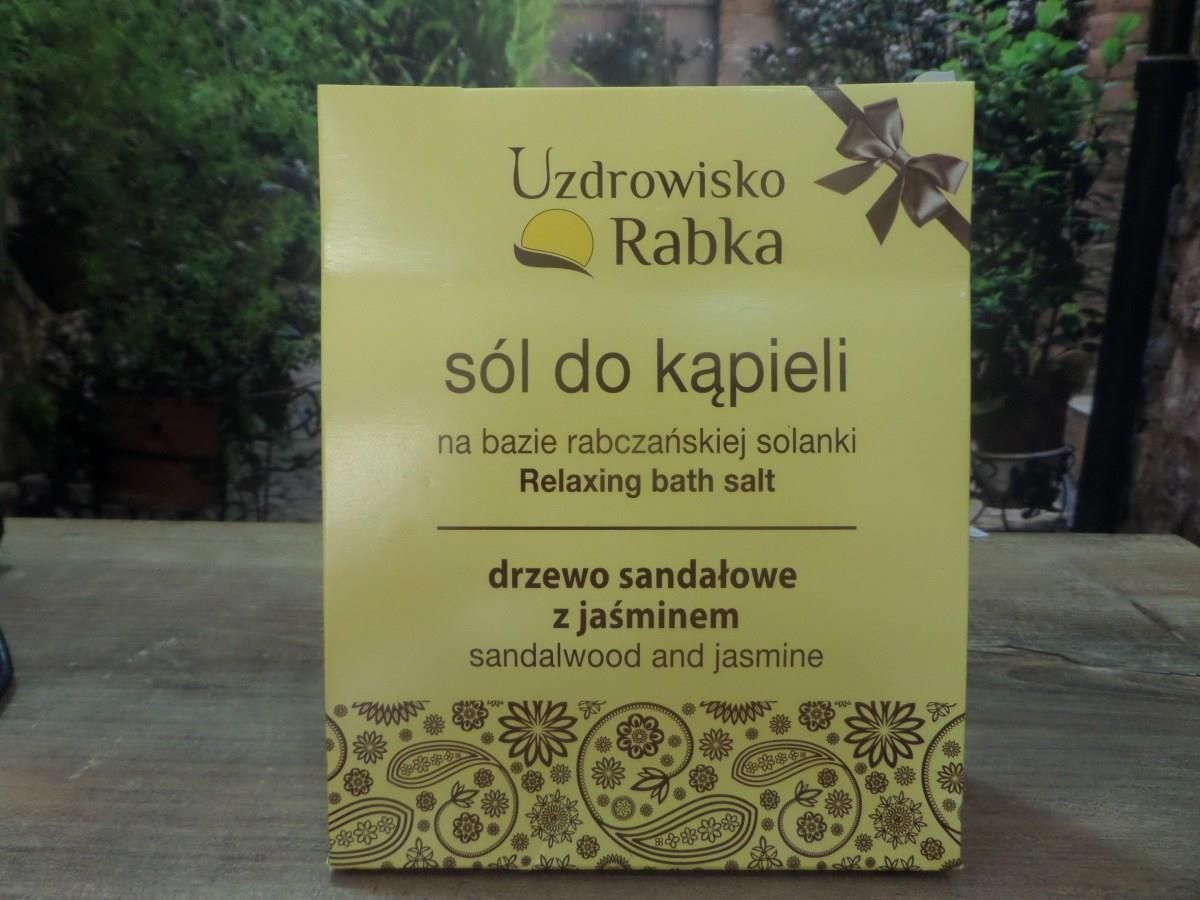 Uzdrowisko
Rabka
sól do kąpieli
na bazie rabczańskiej solanki
Relaxing bath salt
drzewo sandałowe
z jaśminem
sandalwood and jasmine